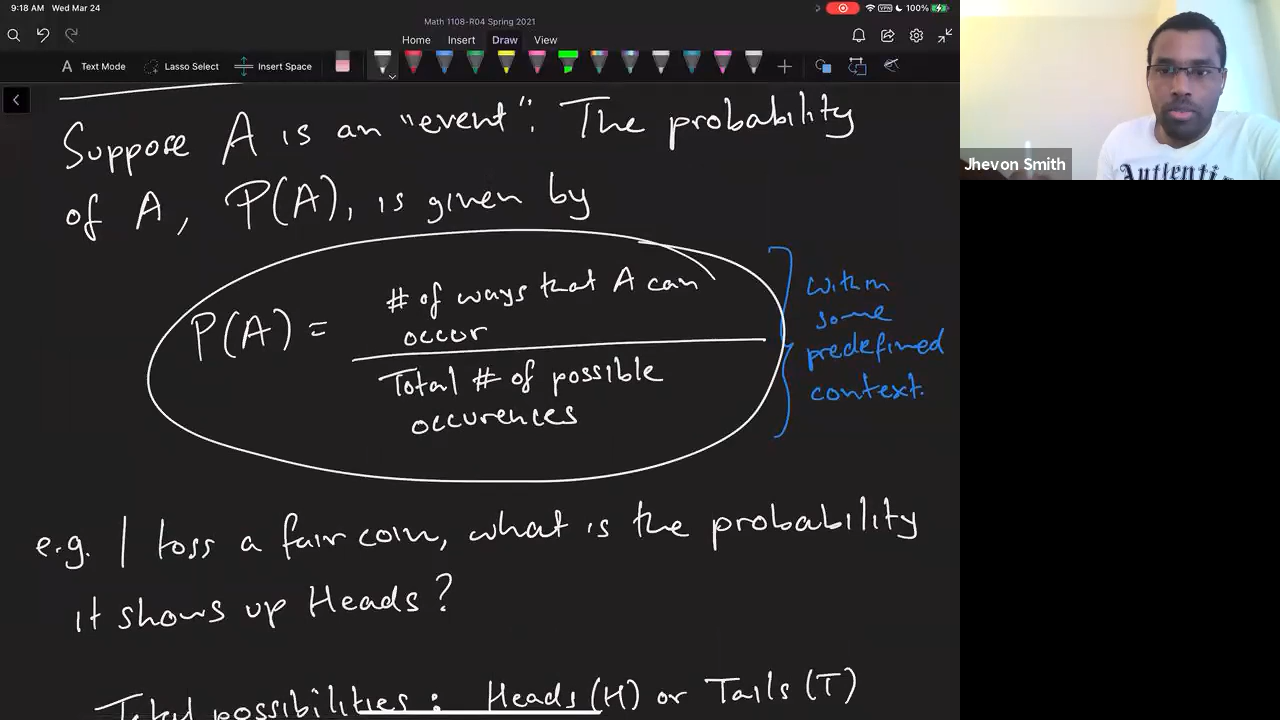 9:18 AM Wed Mar 24
VPN 100%
Math 1108-R04 Spring 2021
Home Insert Draw View
A Text Mode Lasso Select Insert Space
Suppose A is an "event". The probability
of A, P(A), is given by
P(A) = # of ways that A can
occur
Total # of possible
occurences
within
some
predefined
context.
e.g. I toss a fair coin, what is the probability
it shows up Heads?
Total possibilities: Heads (H) or Tails (T)
Jhevon Smith
Authentic